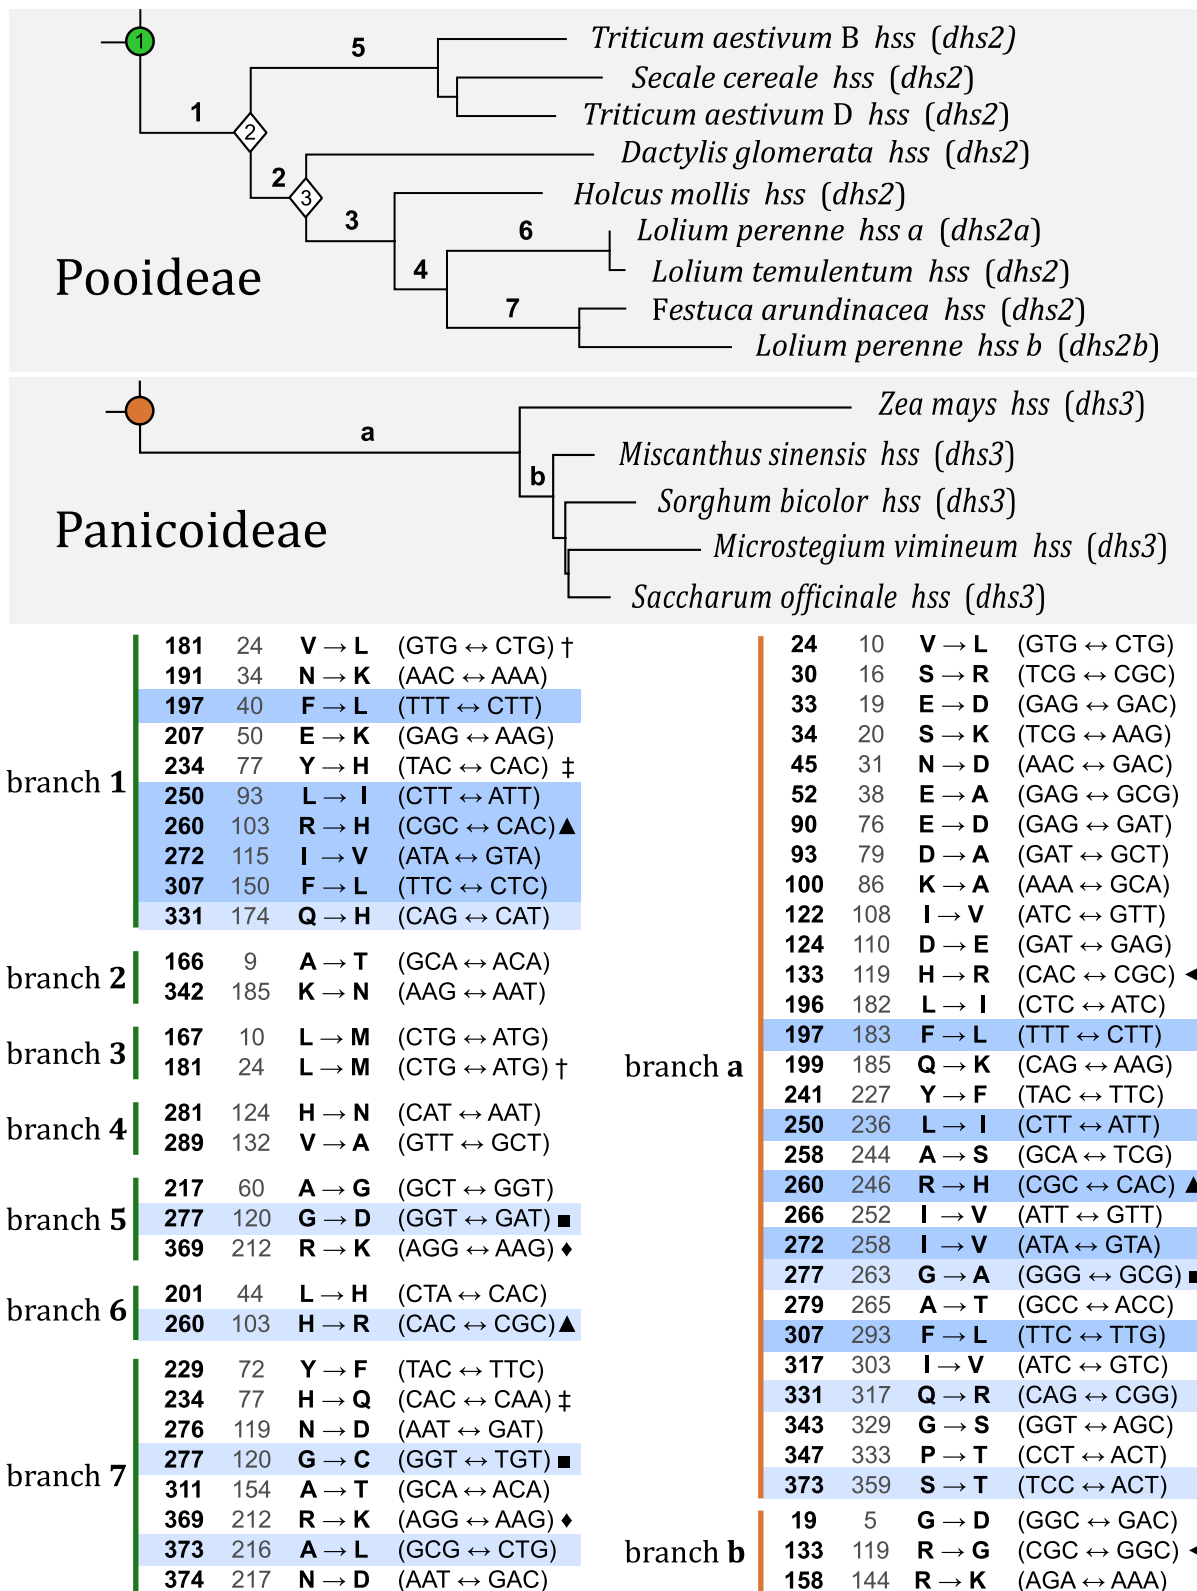 1
5
Triticum aestivum B hss (dhs2)
Secale cereale hss (dhs2)
1
Triticum aestivum D hss (dhs2)
2
Dactylis glomerata hss (dhs2)
2
3
Holcus mollis hss (dhs2)
3
6
Lolium perenne hss a (dhs2a)
4
Lolium temulentum hss (dhs2)
Pooideae
7
Festuca arundinacea hss (dhs2)
Lolium perenne hss b (dhs2b)
Zea mays hss (dhs3)
a
Miscanthus sinensis hss (dhs3)
b
Sorghum bicolor hss (dhs3)
Panicoideae
Microstegium vimineum hss (dhs3)
Saccharum officinale hss (dhs3)
branch 1
181 24 V → L (GTG ↔ CTG) †
191 34 N → K (AAC ↔ AAA)
197 40 F → L (TTT ↔ CTT)
207 50 E → K (GAG ↔ AAG)
234 77 Y → H (TAC ↔ CAC) ‡
250 93 L → I (CTT ↔ ATT)
260 103 R → H (CGC ↔ CAC) ▲
272 115 I → V (ATA ↔ GTA)
307 150 F → L (TTC ↔ CTC)
331 174 Q → H (CAG ↔ CAT)
branch 2
166 9 A → T (GCA ↔ ACA)
342 185 K → N (AAG ↔ AAT)
branch 3
167 10 L → M (CTG ↔ ATG)
181 24 L → M (CTG ↔ ATG) †
branch 4
281 124 H → N (CAT ↔ AAT)
289 132 V → A (GTT ↔ GCT)
branch 5
217 60 A → G (GCT ↔ GGT)
277 120 G → D (GGT ↔ GAT) ■
369 212 R → K (AGG ↔ AAG) ♦
branch 6
201 44 L → H (CTA ↔ CAC)
260 103 H → R (CAC ↔ CGC) ▲
branch 7
229 72 Y → F (TAC ↔ TTC)
234 77 H → Q (CAC ↔ CAA) ‡
276 119 N → D (AAT ↔ GAT)
277 120 G → C (GGT ↔ TGT) ■
311 154 A → T (GCA ↔ ACA)
369 212 R → K (AGG ↔ AAG) ♦
373 216 A → L (GCG ↔ CTG)
374 217 N → D (AAT ↔ GAC)
branch a
24 10 V → L (GTG ↔ CTG)
30 16 S → R (TCG ↔ CGC)
33 19 E → D (GAG ↔ GAC)
34 20 S → K (TCG ↔ AAG)
45 31 N → D (AAC ↔ GAC)
52 38 E → A (GAG ↔ GCG)
90 76 E → D (GAG ↔ GAT)
93 79 D → A (GAT ↔ GCT)
100 86 K → A (AAA ↔ GCA)
122 108 I → V (ATC ↔ GTT)
124 110 D → E (GAT ↔ GAG)
133 119 H → R (CAC ↔ CGC) ◄
196 182 L → I (CTC ↔ ATC)
197 183 F → L (TTT ↔ CTT)
199 185 Q → K (CAG ↔ AAG)
241 227 Y → F (TAC ↔ TTC)
250 236 L → I (CTT ↔ ATT)
258 244 A → S (GCA ↔ TCG)
260 246 R → H (CGC ↔ CAC) ▲
266 252 I → V (ATT ↔ GTT)
272 258 I → V (ATA ↔ GTA)
277 263 G → A (GGG ↔ GCG) ■
279 265 A → T (GCC ↔ ACC)
307 293 F → L (TTC ↔ TTG)
317 303 I → V (ATC ↔ GTC)
331 317 Q → R (CAG ↔ CGG)
343 329 G → S (GGT ↔ AGC)
347 333 P → T (CCT ↔ ACT)
373 359 S → T (TCC ↔ ACT)
branch b
19 5 G → D (GGC ↔ GAC)
133 119 R → G (CGC ↔ GGC) ◄
158 144 R → K (AGA ↔ AAA)